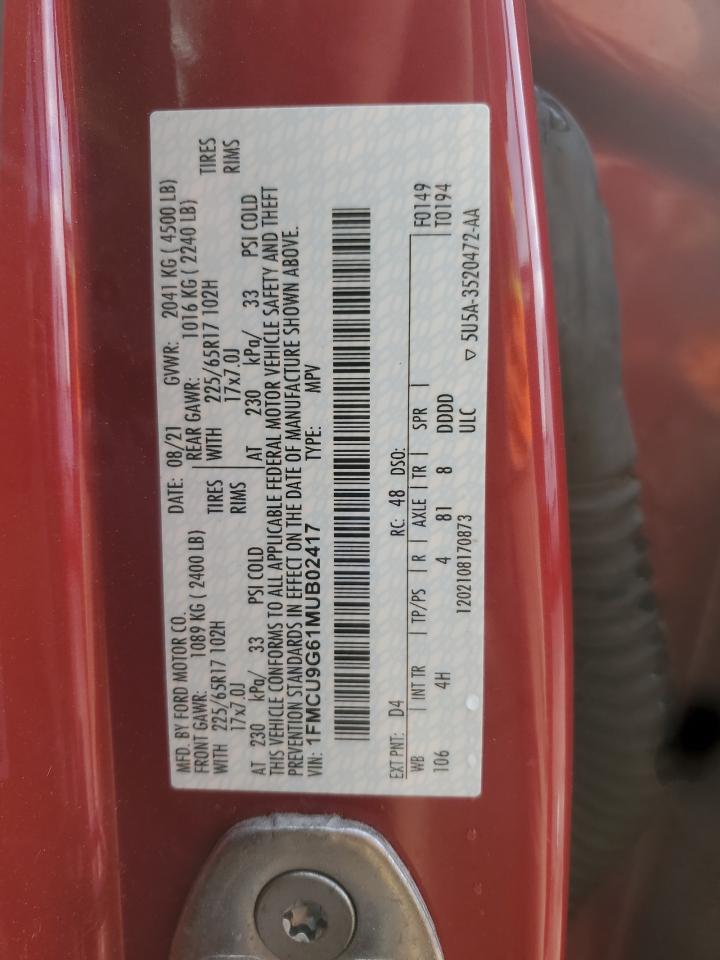 MFD. BY FORD MOTOR CO. DATE: 08/21 GVWR: 2041 KG ( 4500 LB)
FRONT GAWR: 1089 KG ( 2400 LB) REAR GAWR: 1016 KG ( 2240 LB)
WITH 225/65R17 102H TIRES WITH 225/65R17 102H TIRES
17x7.0J RIMS 17x7.0J RIMS
AT 230 kPa/ 33 PSI COLD AT 230 kPa/ 33 PSI COLD
THIS VEHICLE CONFORMS TO ALL APPLICABLE FEDERAL MOTOR VEHICLE SAFETY AND THEFT
PREVENTION STANDARDS IN EFFECT ON THE DATE OF MANUFACTURE SHOWN ABOVE.
VIN: 1FMCU9G61MUB02417 TYPE: MPV
EXT PNT: D4 RC: 48 DSO: F0149
WB INT TR TP/PS R AXLE TR SPR T0194
106 4H 4 81 8 DDDD
1202108170873 ULC ▽ 5U5A-3520472-AA